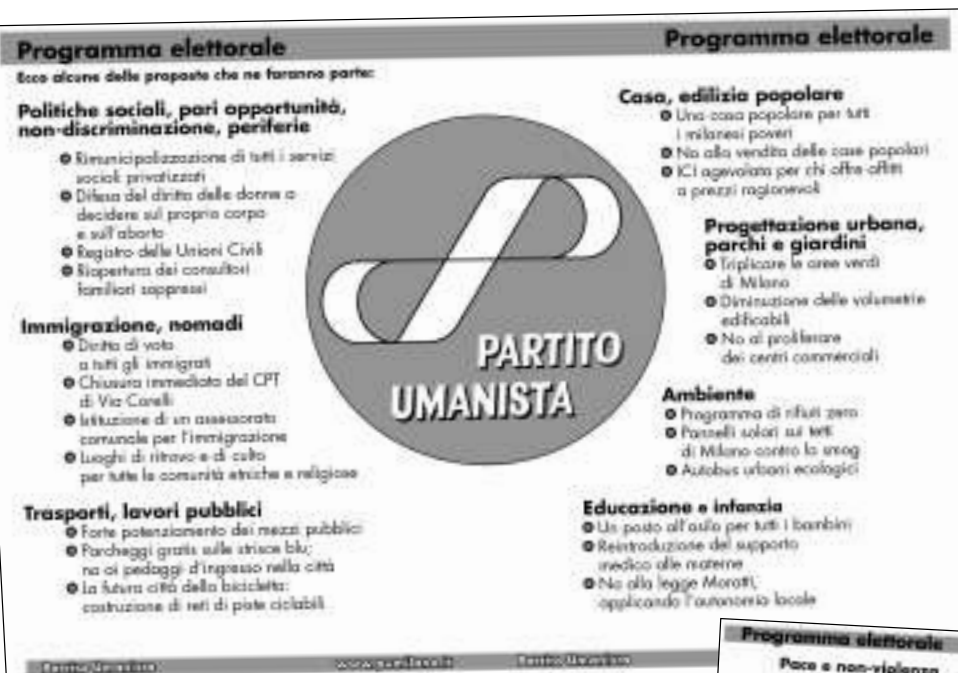 Programma elettorale
Ecco alcune delle proposte che ne faranno parte:
Politiche sociali, pari opportunità,
non-discriminazione, periferie
Rimunicipalizzazione di tutti i servizi
sociali privatizzati
Difesa del diritto delle donne a
decidere sul proprio corpo
e sull'aborto
Registro delle Unioni Civili
Riapertura dei consultori
familiari soppressi
Immigrazione, nomadi
Diritto di voto
a tutti gli immigrati
Chiusura immediata del CPT
di Via Corelli
Istituzione di un assessorato
comunale per l'immigrazione
Luoghi di ritrovo e di culto
per tutte le comunità etniche e religiose
Trasporti, lavori pubblici
Forte potenziamento dei mezzi pubblici
Parcheggi gratis sulle strisce blu;
no ai pedaggi d'ingresso nella città
La futura città della bicicletta:
costruzione di reti di piste ciclabili
PARTITO
UMANISTA
Programma elettorale
Casa, edilizia popolare
Una casa popolare per tutti
i milanesi poveri
No alla vendita delle case popolari
ICI agevolata per chi offre affitti
a prezzi ragionevoli
Progettazione urbana,
parchi e giardini
Triplicare le aree verdi
di Milano
Diminuzione delle volumetrie
edificabili
No al proliferare
dei centri commerciali
Ambiente
Programma di rifiuti zero
Pannelli solari sui tetti
di Milano contro lo smog
Autobus urbani ecologici
Educazione e infanzia
Un posto all'asilo per tutti i bambini
Reintroduzione del supporto
medico alle materne
No alla legge Moratti,
applicando l'autonomia locale
Partito Umanista
Partito Umanista
Programma elettorale
Pace e non-violenza